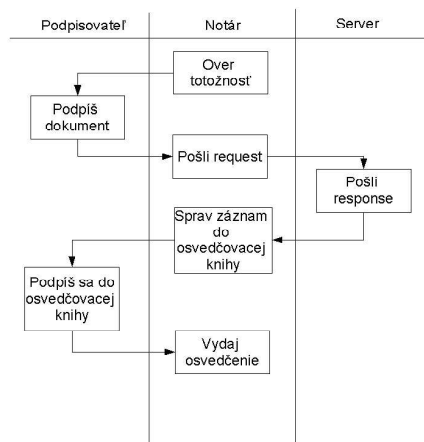 Podpisovateľ
Notár
Server
Over
totožnosť
Podpíš
dokument
Pošli request
Pošli
response
Sprav záznam
do
osvedčovacej
knihy
Podpíš sa do
osvedčovacej
knihy
Vydaj
osvedčenie